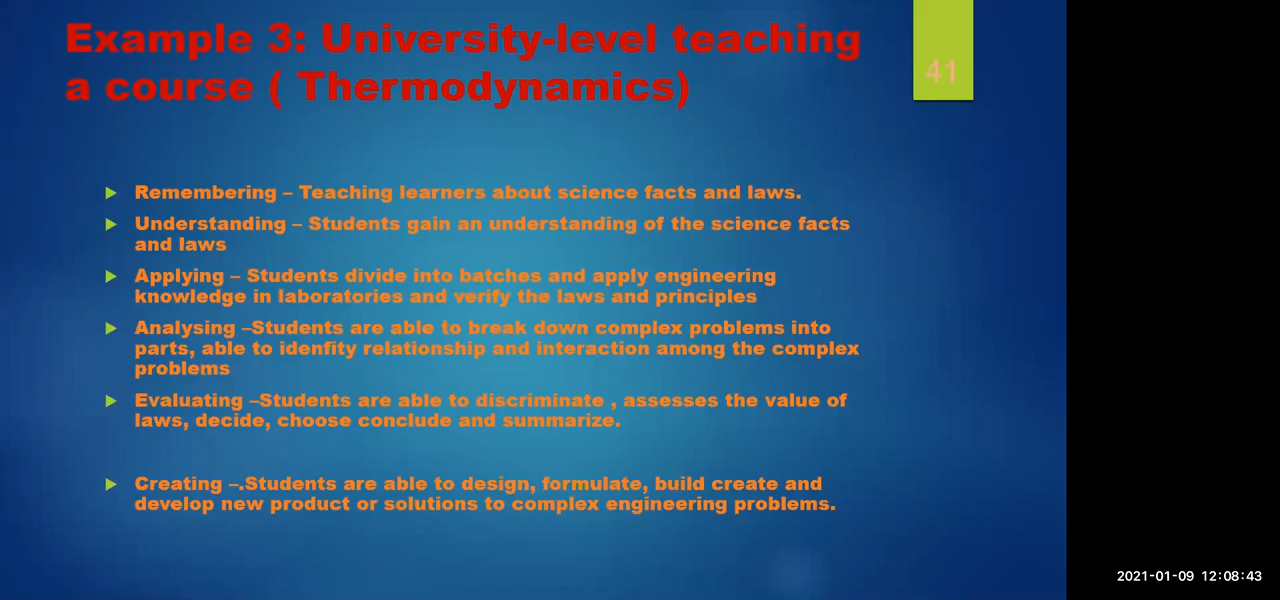 Example 3: University-level teaching
a course ( Thermodynamics)
41
Remembering – Teaching learners about science facts and laws.
Understanding – Students gain an understanding of the science facts
and laws
Applying – Students divide into batches and apply engineering
knowledge in laboratories and verify the laws and principles
Analysing –Students are able to break down complex problems into
parts, able to idenfity relationship and interaction among the complex
problems
Evaluating –Students are able to discriminate , assesses the value of
laws, decide, choose conclude and summarize.
Creating –.Students are able to design, formulate, build create and
develop new product or solutions to complex engineering problems.
2021-01-09 12:08:43